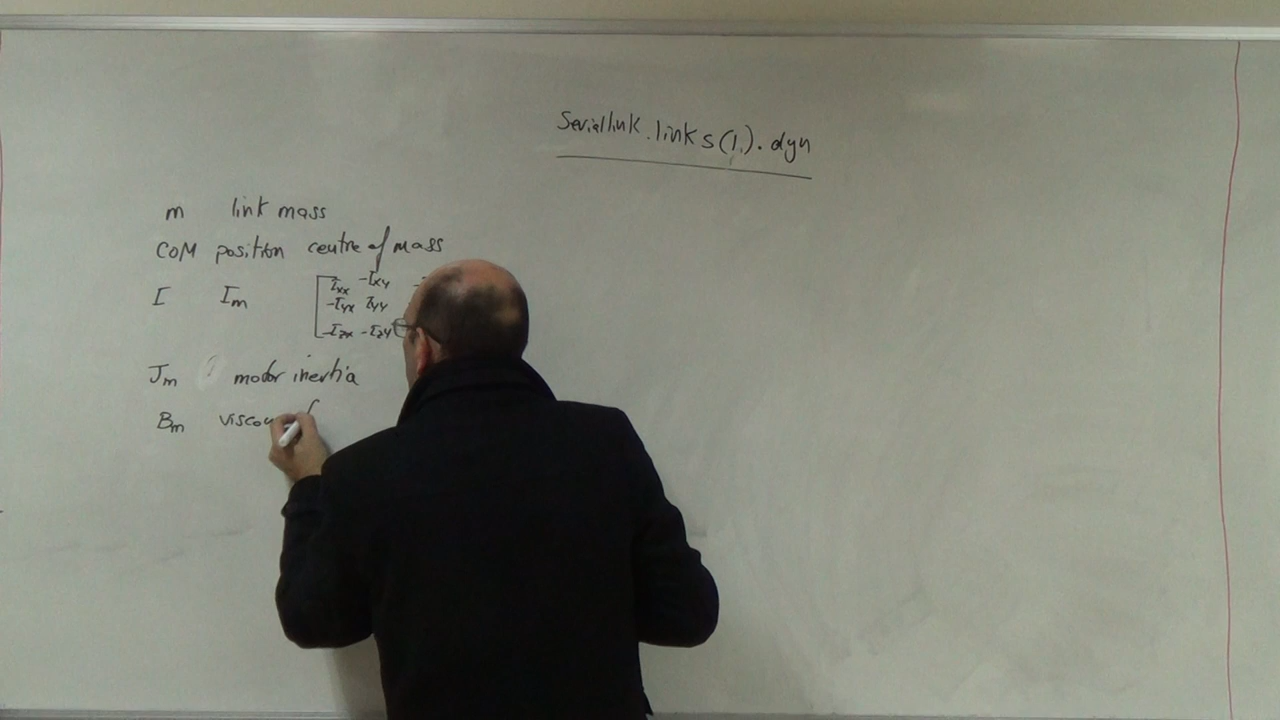 Seriallink.links(1).dyn
m link mass
COM position centre of mass
I Im
Ixx -Ixy
-Iyx Iyy
-Izx -Izy
Jm motor inertia
Bm